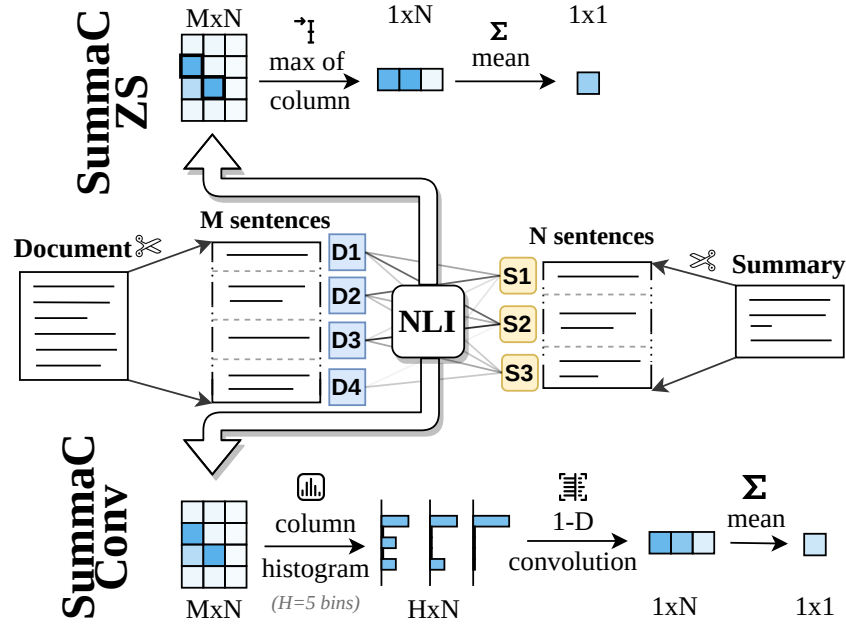 SummaC
ZS
MxN
max of
column
1xN
Σ
mean
1x1
Document
M sentences
D1
D2
D3
D4
NLI
S1
S2
S3
N sentences
Summary
SummaC
Conv
MxN
column
histogram
(H=5 bins)
HxN
1-D
convolution
1xN
Σ
mean
1x1